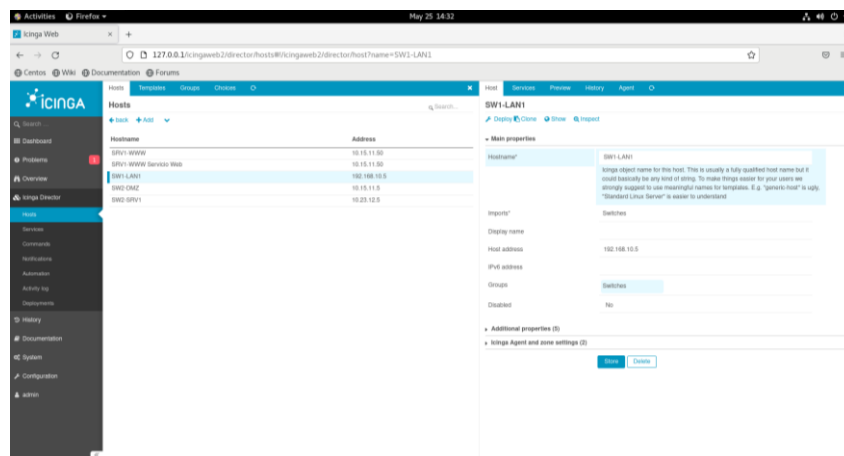 Activities Firefox May 25 14:32
Icinga Web × +
127.0.0.1/icingaweb2/director/hosts#!/icingaweb2/director/host?name=SW1-LAN1
Centos Wiki Documentation Forums
icinga
Search ...
Dashboard
Problems
Overview
Icinga Director
Hosts
Services
Commands
Notifications
Automation
Activity log
Deployments
History
Documentation
System
Configuration
admin
Hosts Templates Groups Choices
Hosts
Search...
back Add
Hostname Address
SRV1-WWW 10.15.11.50
SRV1-WWW Servicio Web 10.15.11.50
SW1-LAN1 192.168.10.5
SW2-DMZ 10.15.11.5
SW2-SRV1 10.23.12.5
Host Services Preview History Agent
SW1-LAN1
Deploy Clone Show Inspect
Main properties
Hostname* SW1-LAN1
Icinga object name for this host. This is usually a fully qualified host name but it
could basically be any kind of string. To make things easier for your users we
strongly suggest to use meaningful names for templates. E.g. "generic-host" is ugly,
"Standard Linux Server" is easier to understand
Imports* Switches
Display name
Host address 192.168.10.5
IPv6 address
Groups Switches
Disabled No
Additional properties (5)
Icinga Agent and zone settings (2)
Store Delete